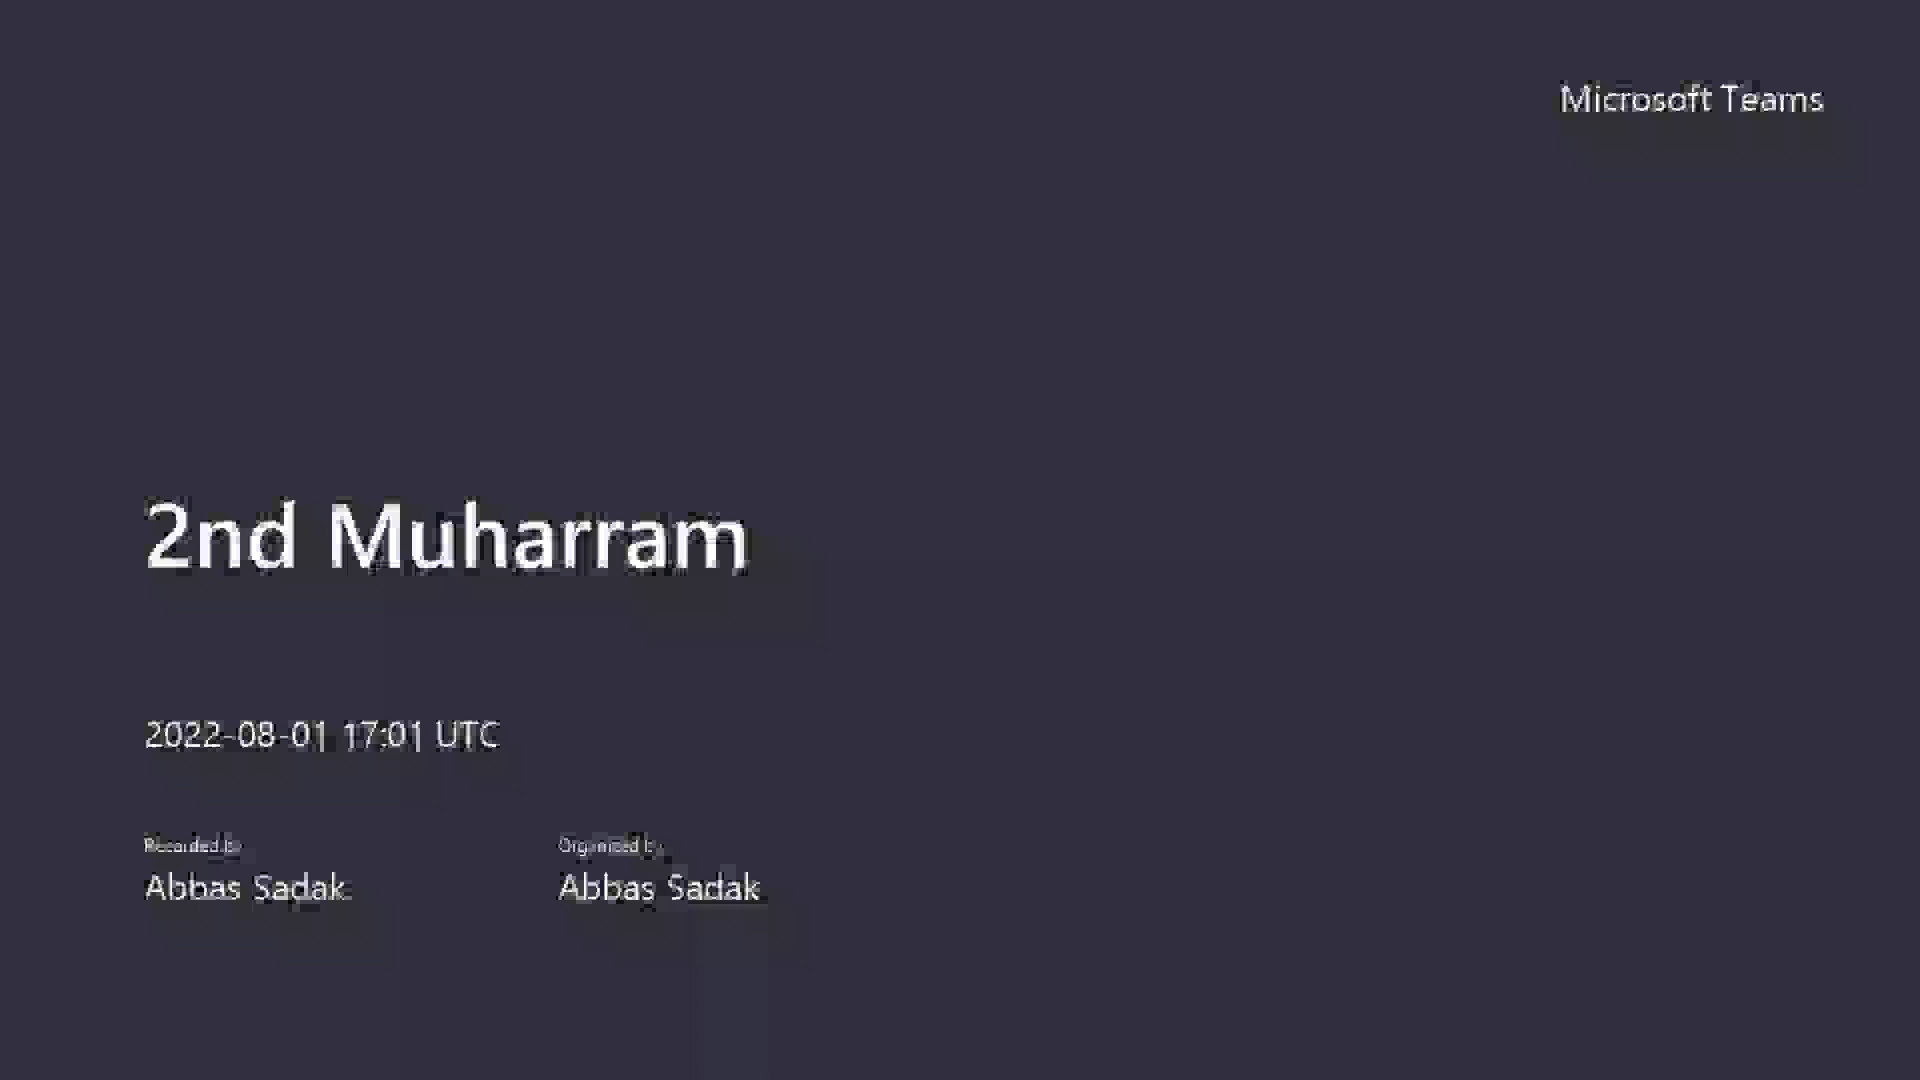 Microsoft Teams
2nd Muharram
2022-08-01 17:01 UTC
Recorded by
Organized by
Abbas Sadak
Abbas Sadak